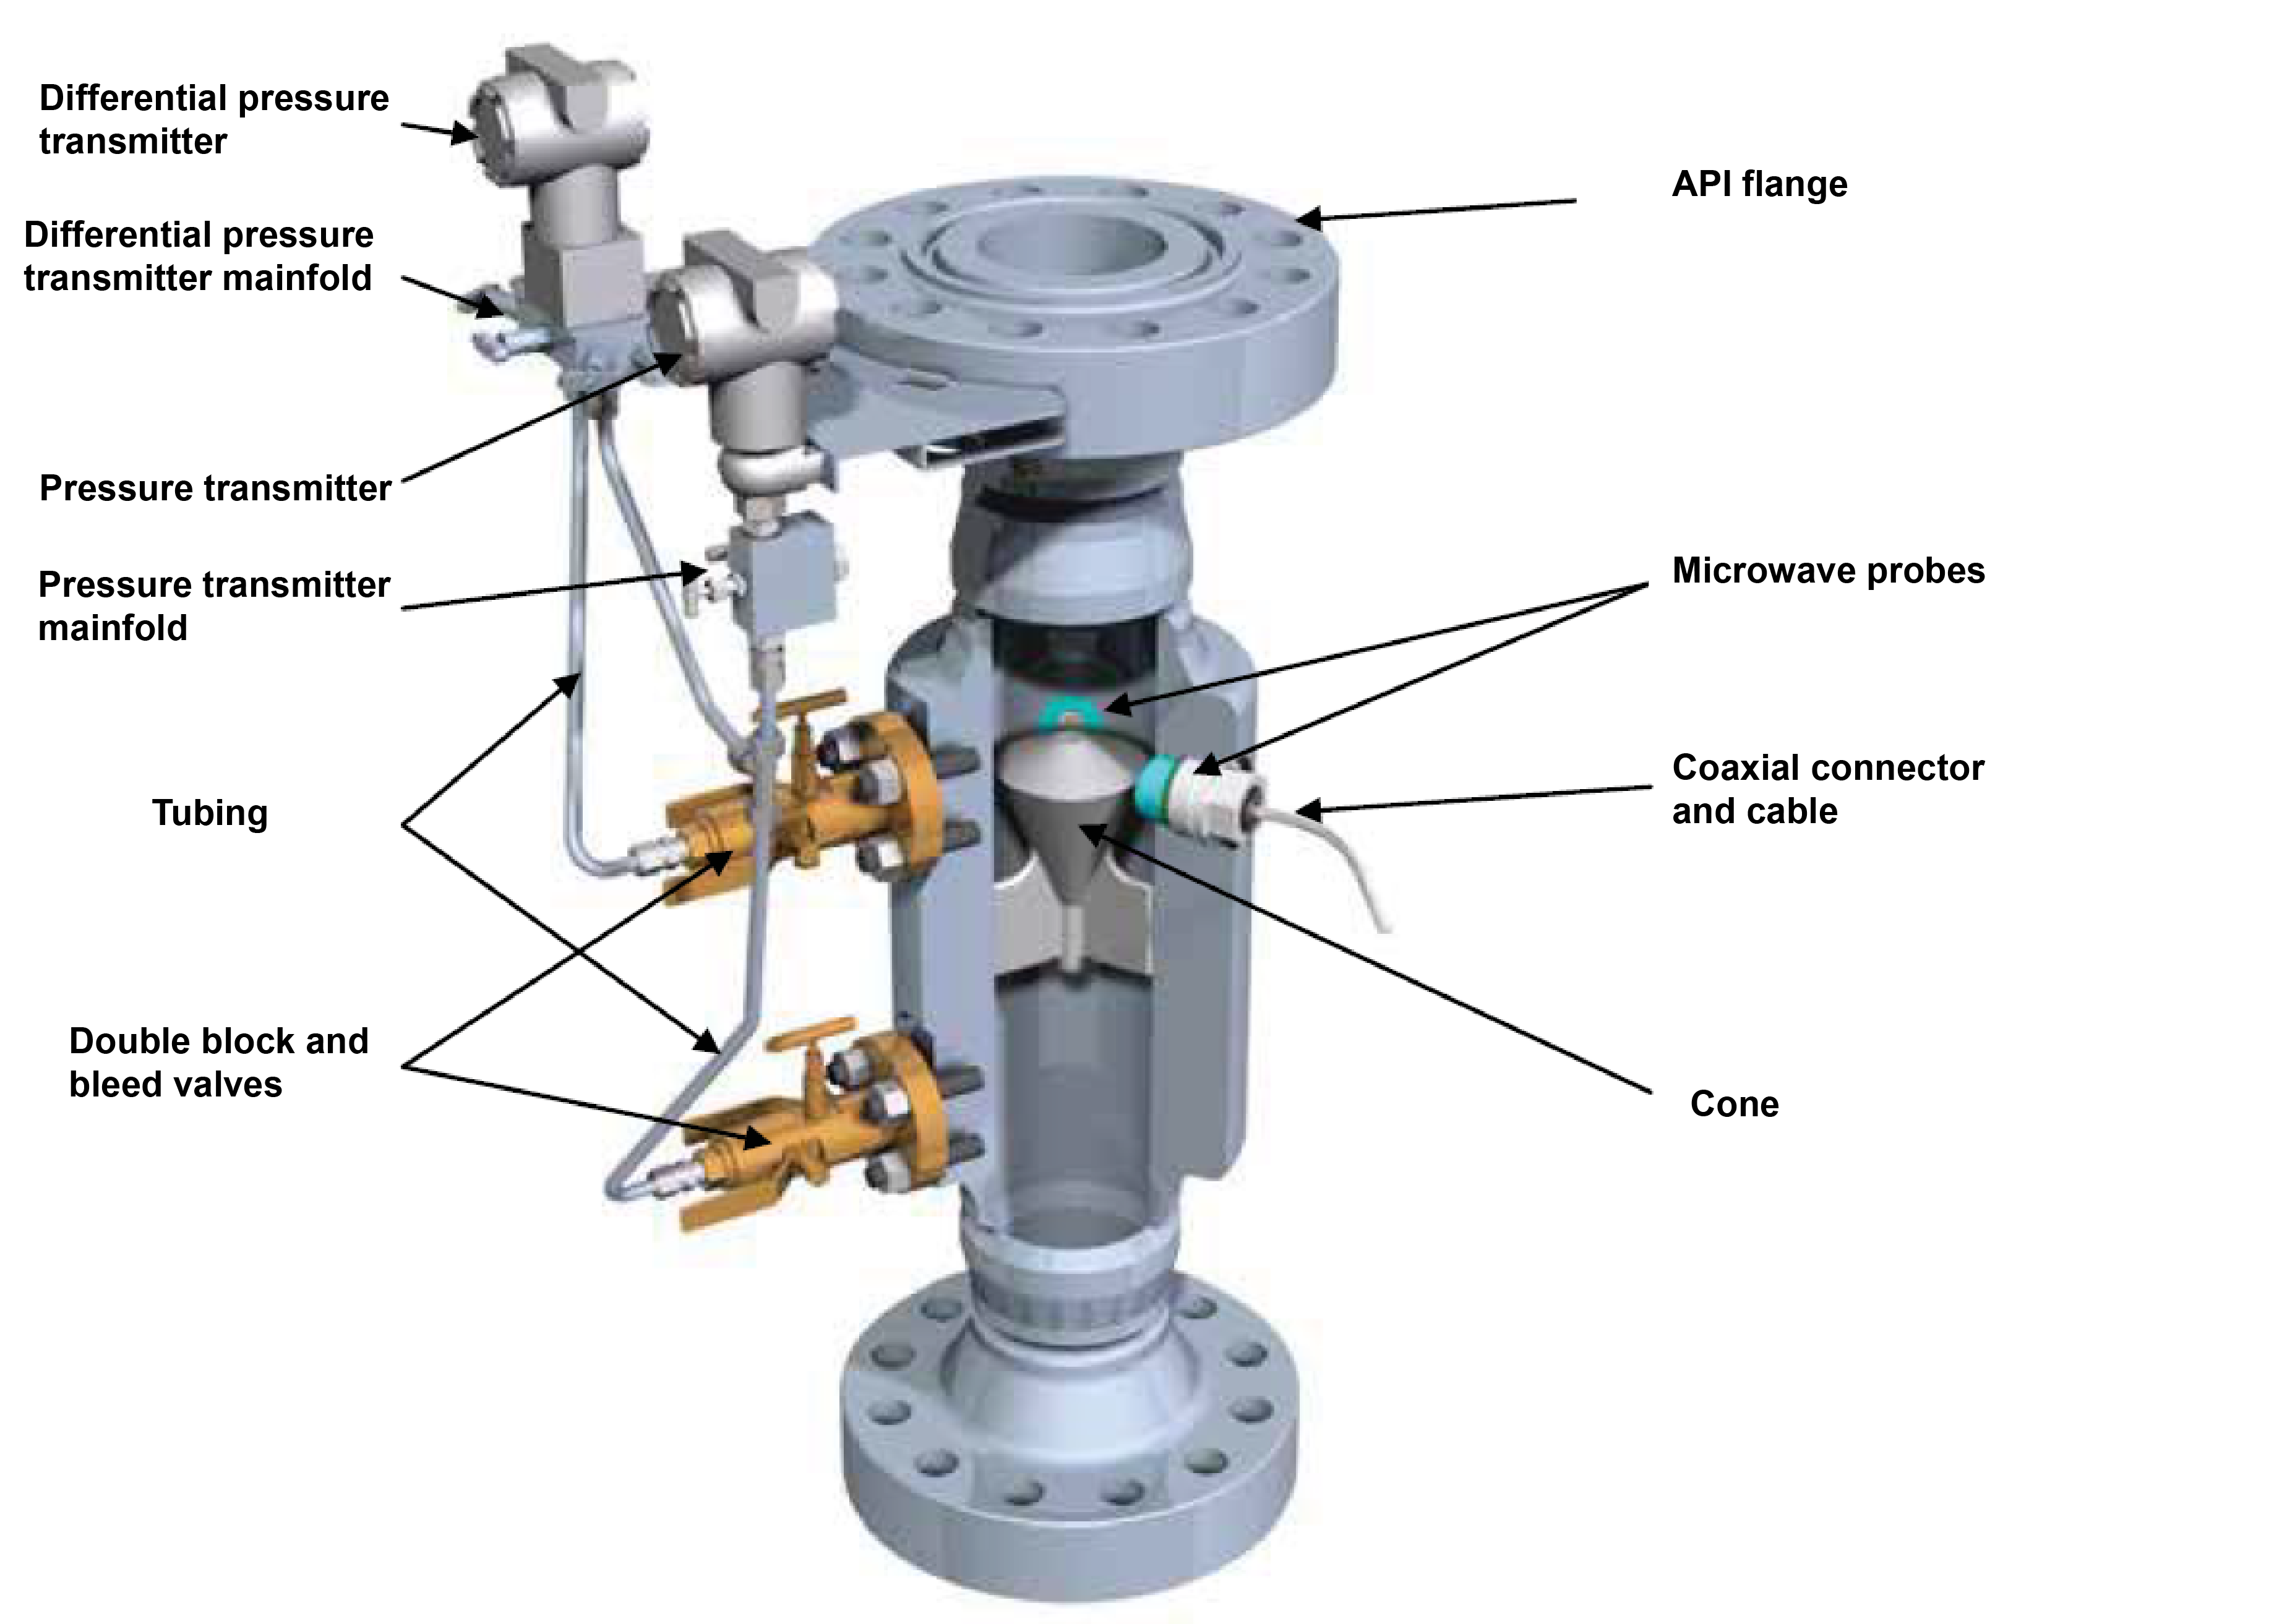 Differential pressure
transmitter
Differential pressure
transmitter mainfold
Pressure transmitter
Pressure transmitter
mainfold
Tubing
Double block and
bleed valves
API flange
Microwave probes
Coaxial connector
and cable
Cone